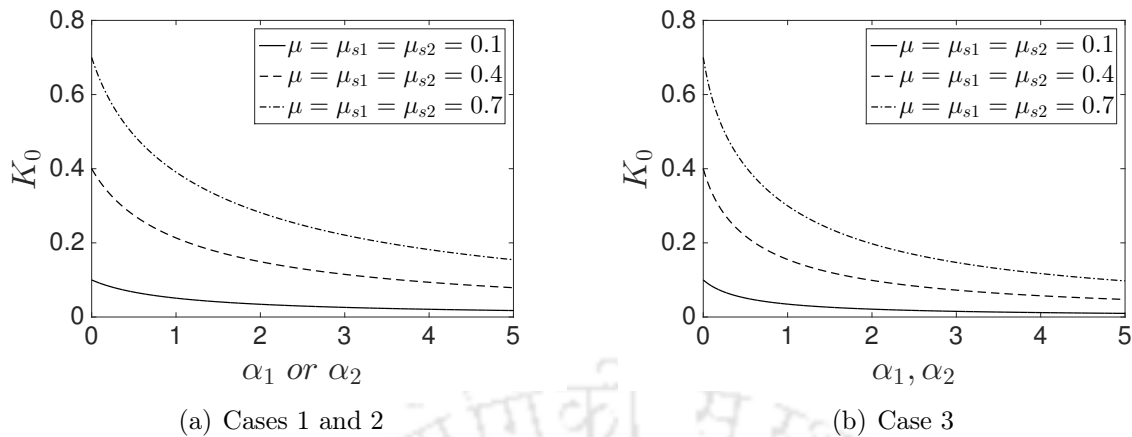 0.8
0.6
0.4
0.2
0
K₀
μ = μₛ₁ = μₛ₂ = 0.1
μ = μₛ₁ = μₛ₂ = 0.4
μ = μₛ₁ = μₛ₂ = 0.7
0 1 2 3 4 5
α₁ or α₂
(a) Cases 1 and 2
0.8
0.6
0.4
0.2
0
K₀
μ = μₛ₁ = μₛ₂ = 0.1
μ = μₛ₁ = μₛ₂ = 0.4
μ = μₛ₁ = μₛ₂ = 0.7
0 1 2 3 4 5
α₁, α₂
(b) Case 3